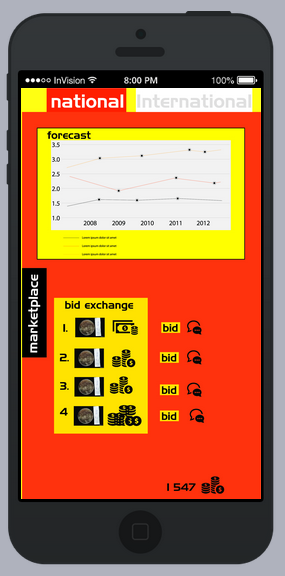 InVision 8:00 PM 100%
national International
forecast
3.5
3.0
2.5
2.0
1.5
1.0
2008 2009 2010 2011 2012
Lorem ipsum dolor sit amet
Lorem ipsum dolor sit amet
Lorem ipsum dolor sit amet
marketplace
bid exchange
1. bid
2. bid
3. bid
4 bid
1 547